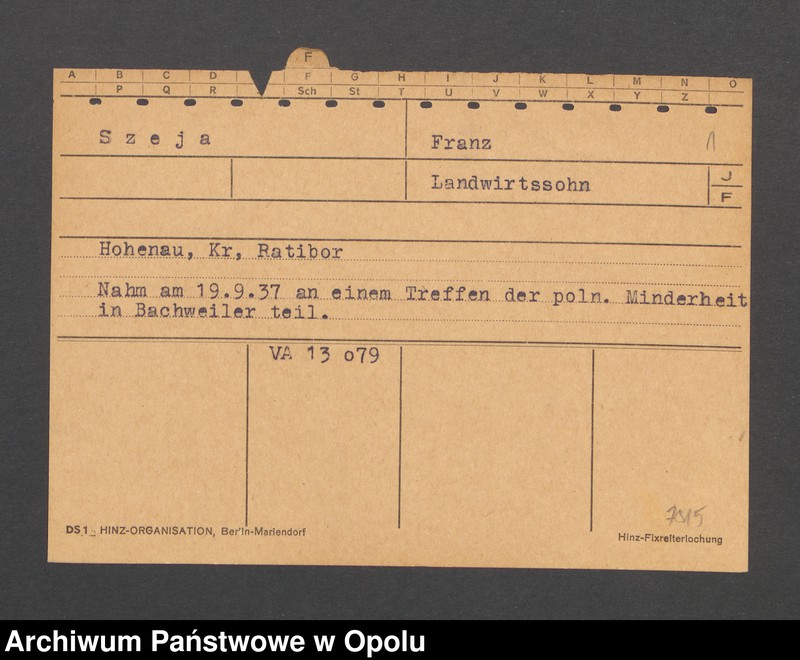 F
A B C D F G H I J K L M N O
P Q R Sch St T U V W X Y Z
S z e j a
Franz
1
Landwirtssohn
J
F
Hohenau, Kr, Ratibor
Nahm am 19.9.37 an einem Treffen der poln. Minderheit
in Bachweiler teil.
VA 13 o79
DS 1 HINZ-ORGANISATION, Berlin-Mariendorf
Hinz-Fixreiterlochung
Archiwum Państwowe w Opolu